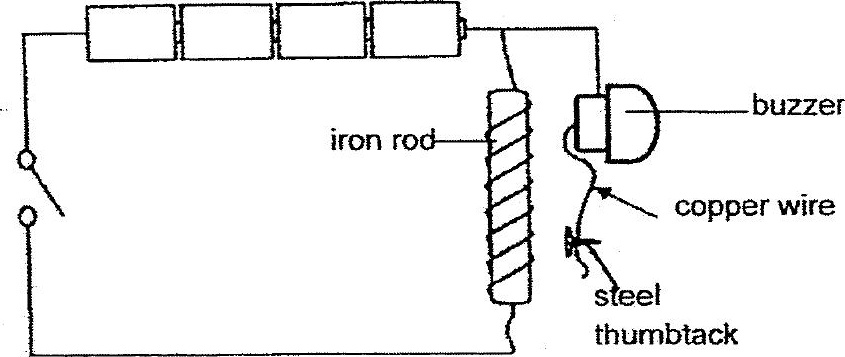 buzzer
iron rod
copper wire
steel
thumbtack